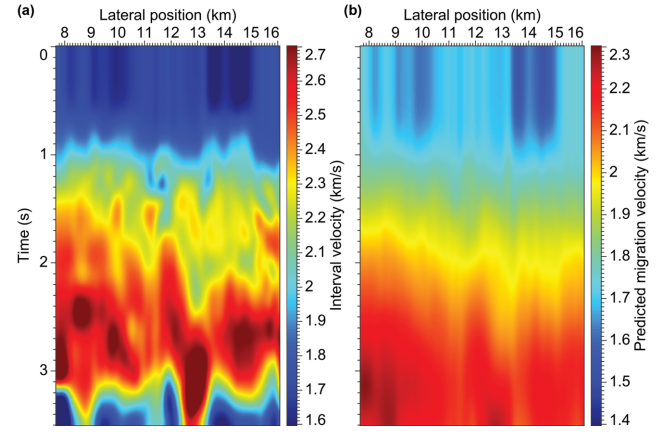 (a)
Lateral position (km)
8 9 10 11 12 13 14 15 16
0
1
2
3
Time (s)
2.7
2.6
2.5
2.4
2.3
2.2
2.1
2
1.9
1.8
1.7
1.6
Interval velocity (km/s)
(b)
Lateral position (km)
8 9 10 11 12 13 14 15 16
2.3
2.2
2.1
2
1.9
1.8
1.7
1.6
1.5
1.4
Predicted migration velocity (km/s)